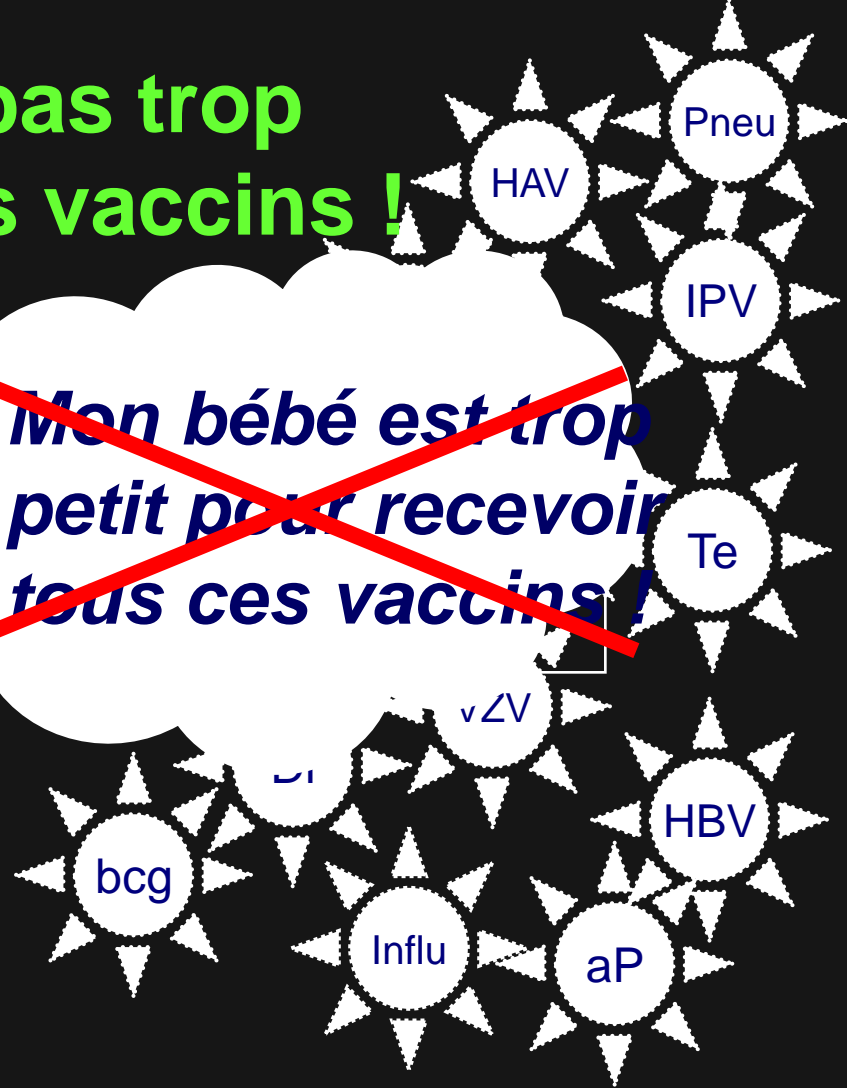 pas trop
s vaccins !
Pneu
HAV
IPV
Mon bébé est trop
petit pour recevoir
tous ces vaccins !
Te
VZV
HBV
bcg
Influ
aP